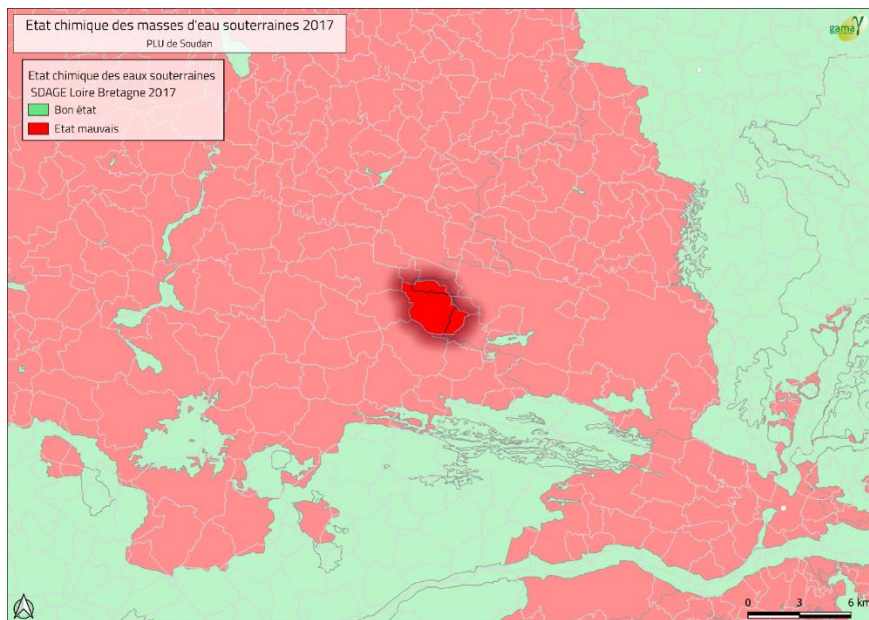 Etat chimique des masses d'eau souterraines 2017
PLU de Soudan
gama
Etat chimique des eaux souterraines
SDAGE Loire Bretagne 2017
Bon état
Etat mauvais
0 3 6 km